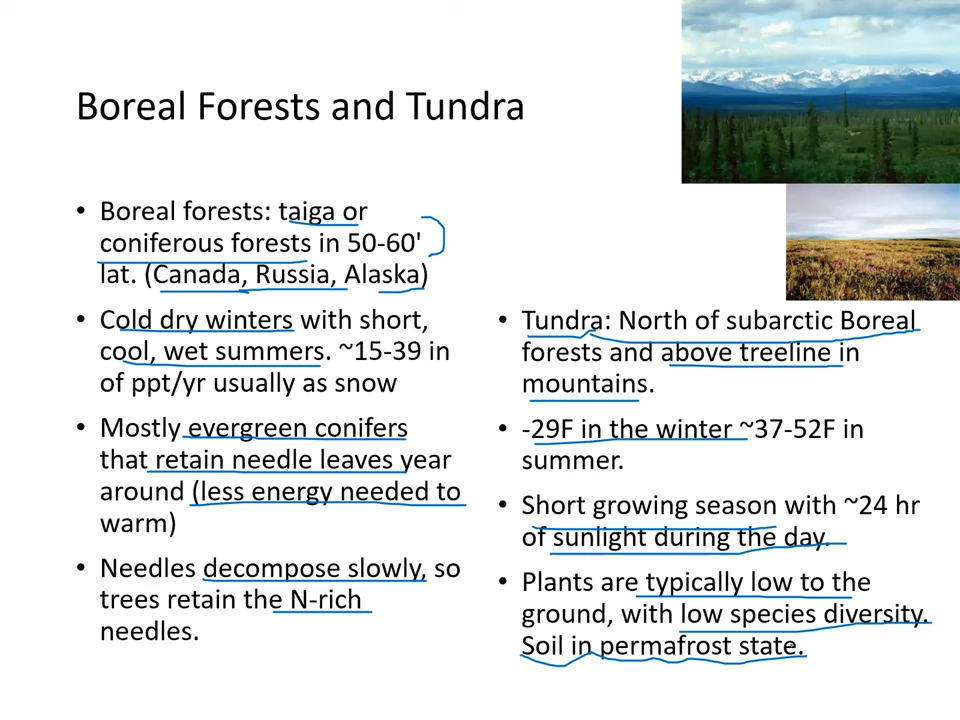 Boreal Forests and Tundra
• Boreal forests: taiga or
coniferous forests in 50-60'
lat. (Canada, Russia, Alaska)
• Cold dry winters with short,
cool, wet summers. ~15-39 in
of ppt/yr usually as snow
• Mostly evergreen conifers
that retain needle leaves year
around (less energy needed to
warm)
• Needles decompose slowly, so
trees retain the N-rich
needles.
• Tundra: North of subarctic Boreal
forests and above treeline in
mountains.
• -29F in the winter ~37-52F in
summer.
• Short growing season with ~24 hr
of sunlight during the day.
• Plants are typically low to the
ground, with low species diversity.
Soil in permafrost state.